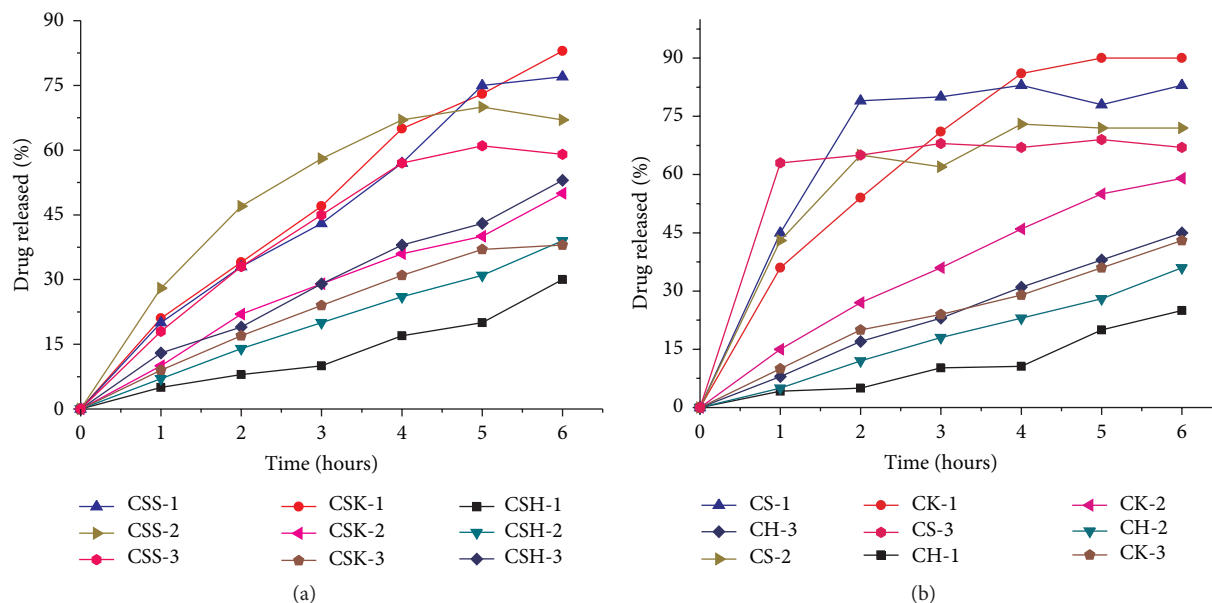 90
75
60
45
30
15
0
Drug released (%)
0 1 2 3 4 5 6
Time (hours)
CSS-1 CSK-1 CSH-1
CSS-2 CSK-2 CSH-2
CSS-3 CSK-3 CSH-3
(a)
90
75
60
45
30
15
0
Drug released (%)
0 1 2 3 4 5 6
Time (hours)
CS-1 CK-1 CK-2
CH-3 CS-3 CH-2
CS-2 CH-1 CK-3
(b)